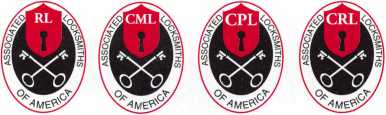 RL
ASSOCIATED LOCKSMITHS
OF AMERICA
CML
ASSOCIATED LOCKSMITHS
OF AMERICA
CPL
ASSOCIATED LOCKSMITHS
OF AMERICA
CRL
ASSOCIATED LOCKSMITHS
OF AMERICA